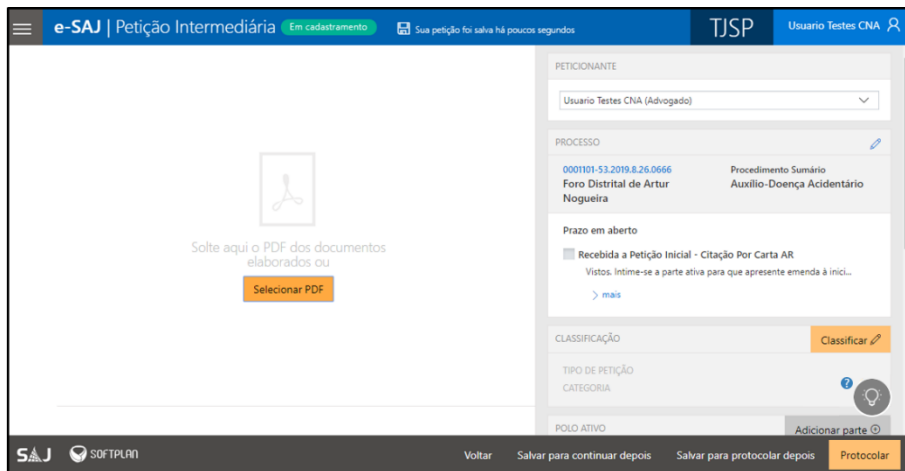 e-SAJ | Petição Intermediária Em cadastramento Sua petição foi salva há poucos segundos TJSP Usuario Testes CNA
PETICIONANTE
Usuario Testes CNA (Advogado)
PROCESSO
0001101-53.2019.8.26.0666 Procedimento Sumário
Foro Distrital de Artur Auxílio-Doença Acidentário
Nogueira
Prazo em aberto
Recebida a Petição Inicial - Citação Por Carta AR
Vistos. Intime-se a parte ativa para que apresente emenda à inici...
> mais
Solte aqui o PDF dos documentos
elaborados ou
Selecionar PDF
CLASSIFICAÇÃO Classificar
TIPO DE PETIÇÃO
CATEGORIA ?
POLO ATIVO Adicionar parte
SAJ SOFTPLAN Voltar Salvar para continuar depois Salvar para protocolar depois Protocolar